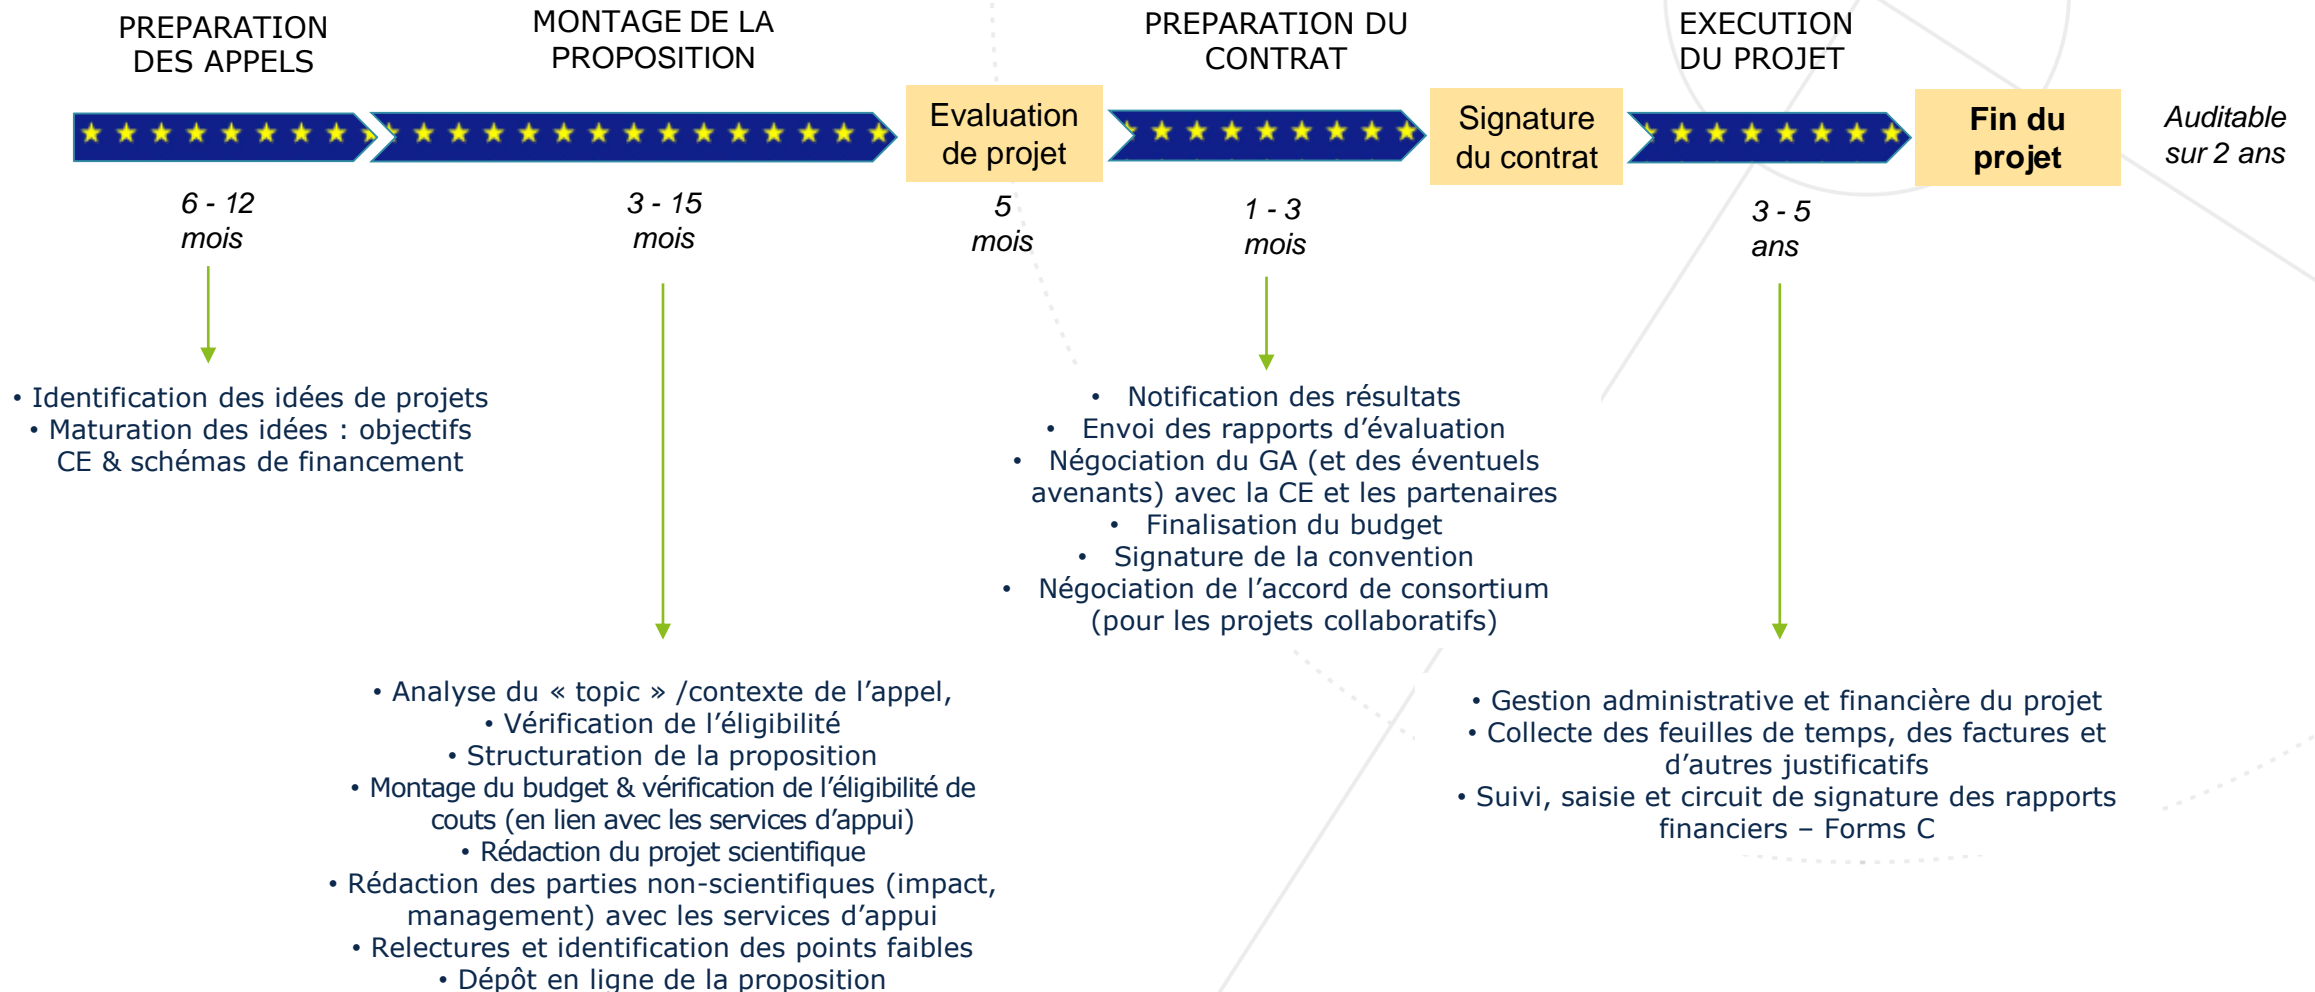 PREPARATION
DES APPELS
MONTAGE DE LA
PROPOSITION
PREPARATION DU
CONTRAT
EXECUTION
DU PROJET
Evaluation
de projet
Signature
du contrat
Fin du
projet
Auditable
sur 2 ans
6 - 12
mois
3 - 15
mois
5
mois
1 - 3
mois
3 - 5
ans
• Identification des idées de projets
• Maturation des idées : objectifs
CE & schémas de financement
• Analyse du « topic » /contexte de l’appel,
• Vérification de l’éligibilité
• Structuration de la proposition
• Montage du budget & vérification de l’éligibilité de
couts (en lien avec les services d’appui)
• Rédaction du projet scientifique
• Rédaction des parties non-scientifiques (impact,
management) avec les services d’appui
• Relectures et identification des points faibles
• Dépôt en ligne de la proposition
• Notification des résultats
• Envoi des rapports d’évaluation
• Négociation du GA (et des éventuels
avenants) avec la CE et les partenaires
• Finalisation du budget
• Signature de la convention
• Négociation de l’accord de consortium
(pour les projets collaboratifs)
• Gestion administrative et financière du projet
• Collecte des feuilles de temps, des factures et
d’autres justificatifs
• Suivi, saisie et circuit de signature des rapports
financiers – Forms C